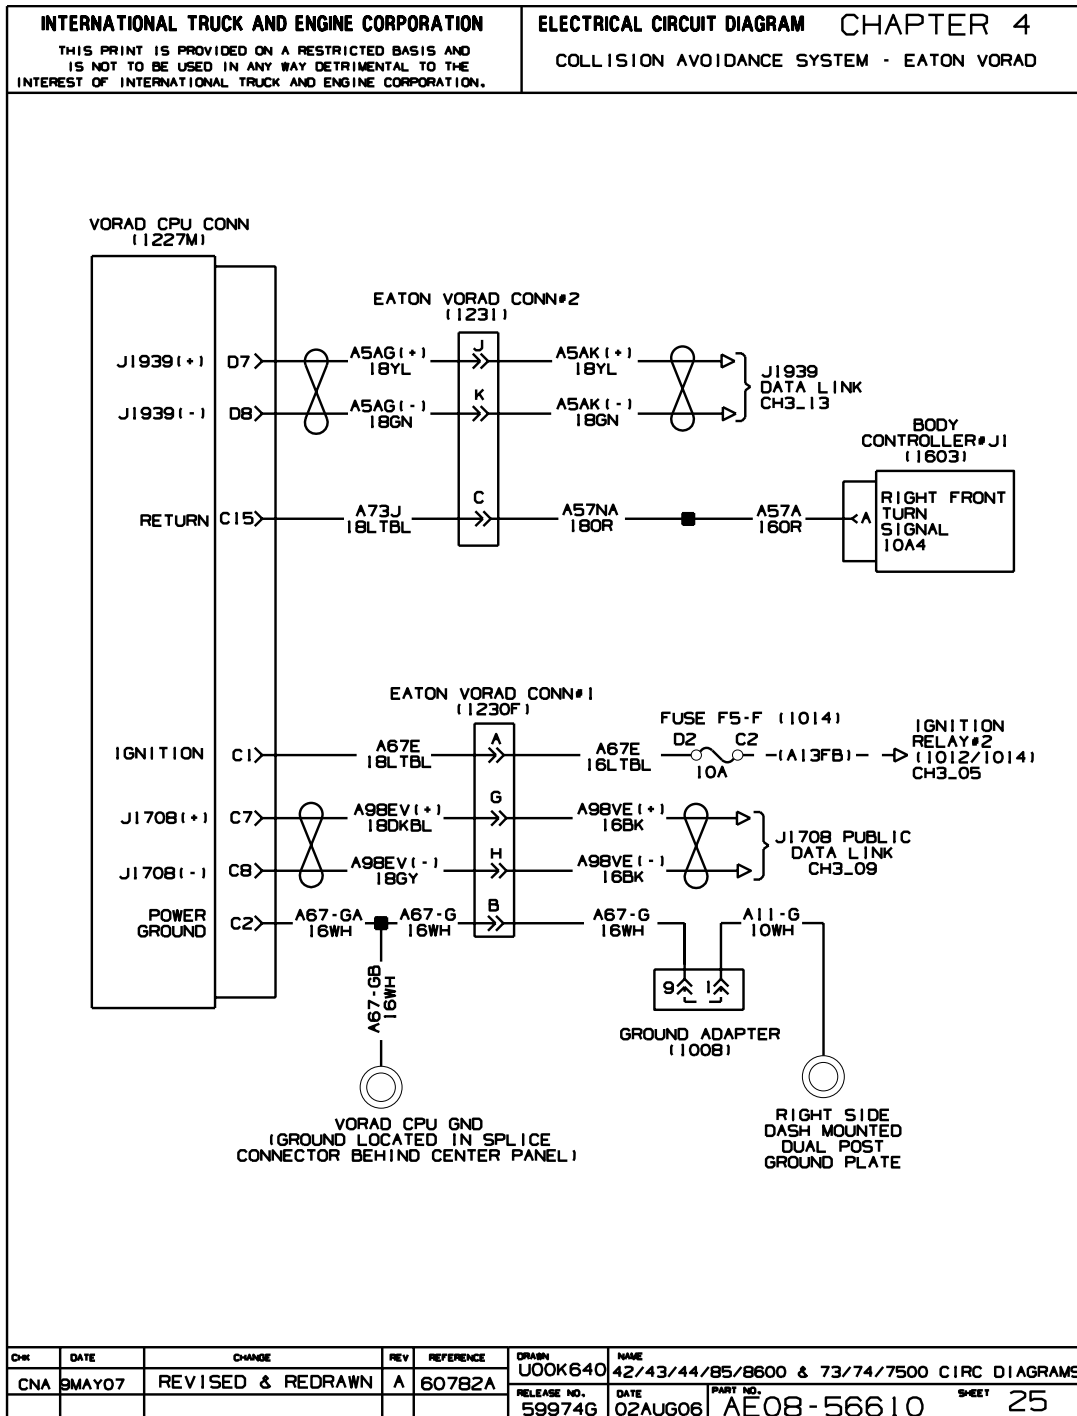 INTERNATIONAL TRUCK AND ENGINE CORPORATION
THIS PRINT IS PROVIDED ON A RESTRICTED BASIS AND
IS NOT TO BE USED IN ANY WAY DETRIMENTAL TO THE
INTEREST OF INTERNATIONAL TRUCK AND ENGINE CORPORATION.
ELECTRICAL CIRCUIT DIAGRAM CHAPTER 4
COLLISION AVOIDANCE SYSTEM - EATON VORAD
VORAD CPU CONN
(1227M)
EATON VORAD CONN#2
(1231)
J1939(+) D7
A5AG(+)
18YL
J
A5AK(+)
18YL
J1939(-) D8
A5AG(-)
18GN
K
A5AK(-)
18GN
J1939
DATA LINK
CH3_13
BODY
CONTROLLER#J1
(1603)
RETURN C15
A73J
18LTBL
C
A57NA
18OR
A57A
16OR
A
RIGHT FRONT
TURN
SIGNAL
10A4
EATON VORAD CONN#1
(1230F)
IGNITION C1
A67E
18LTBL
A
A67E
16LTBL
FUSE F5-F (1014)
D2 C2
10A
(A13FB)
IGNITION
RELAY#2
(1012/1014)
CH3_05
J1708(+) C7
A98EV(+)
18DKBL
G
A98VE(+)
16BK
J1708(-) C8
A98EV(-)
18GY
H
A98VE(-)
16BK
J1708 PUBLIC
DATA LINK
CH3_09
POWER
GROUND
C2
A67-GA
16WH
A67-G
16WH
B
A67-G
16WH
A11-G
10WH
A67-GB
16WH
9 1
GROUND ADAPTER
(1008)
VORAD CPU GND
(GROUND LOCATED IN SPLICE
CONNECTOR BEHIND CENTER PANEL)
RIGHT SIDE
DASH MOUNTED
DUAL POST
GROUND PLATE
CHK DATE CHANGE REV REFERENCE
CNA 9MAY07 REVISED & REDRAWN A 60782A
DRAWN
U00K640
NAME
42/43/44/85/8600 & 73/74/7500 CIRC DIAGRAMS
RELEASE NO.
59974G
DATE
02AUG06
PART NO.
AE08-56610
SHEET 25